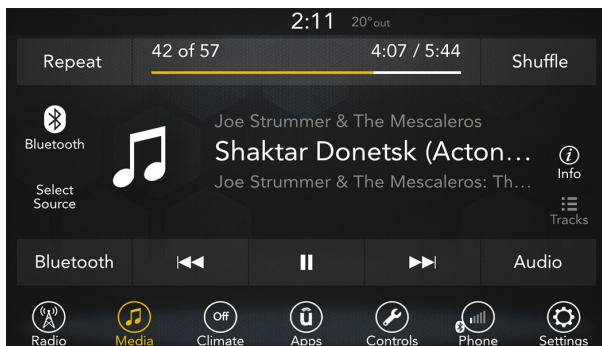 2:11 20°out
Repeat
42 of 57 4:07 / 5:44
Shuffle
Bluetooth
Joe Strummer & The Mescaleros
Shaktar Donetsk (Acton...
Joe Strummer & The Mescaleros: Th...
Info
Select
Source
Tracks
Bluetooth
Audio
Radio
Media
Off
Climate
û
Apps
Controls
Phone
Settings